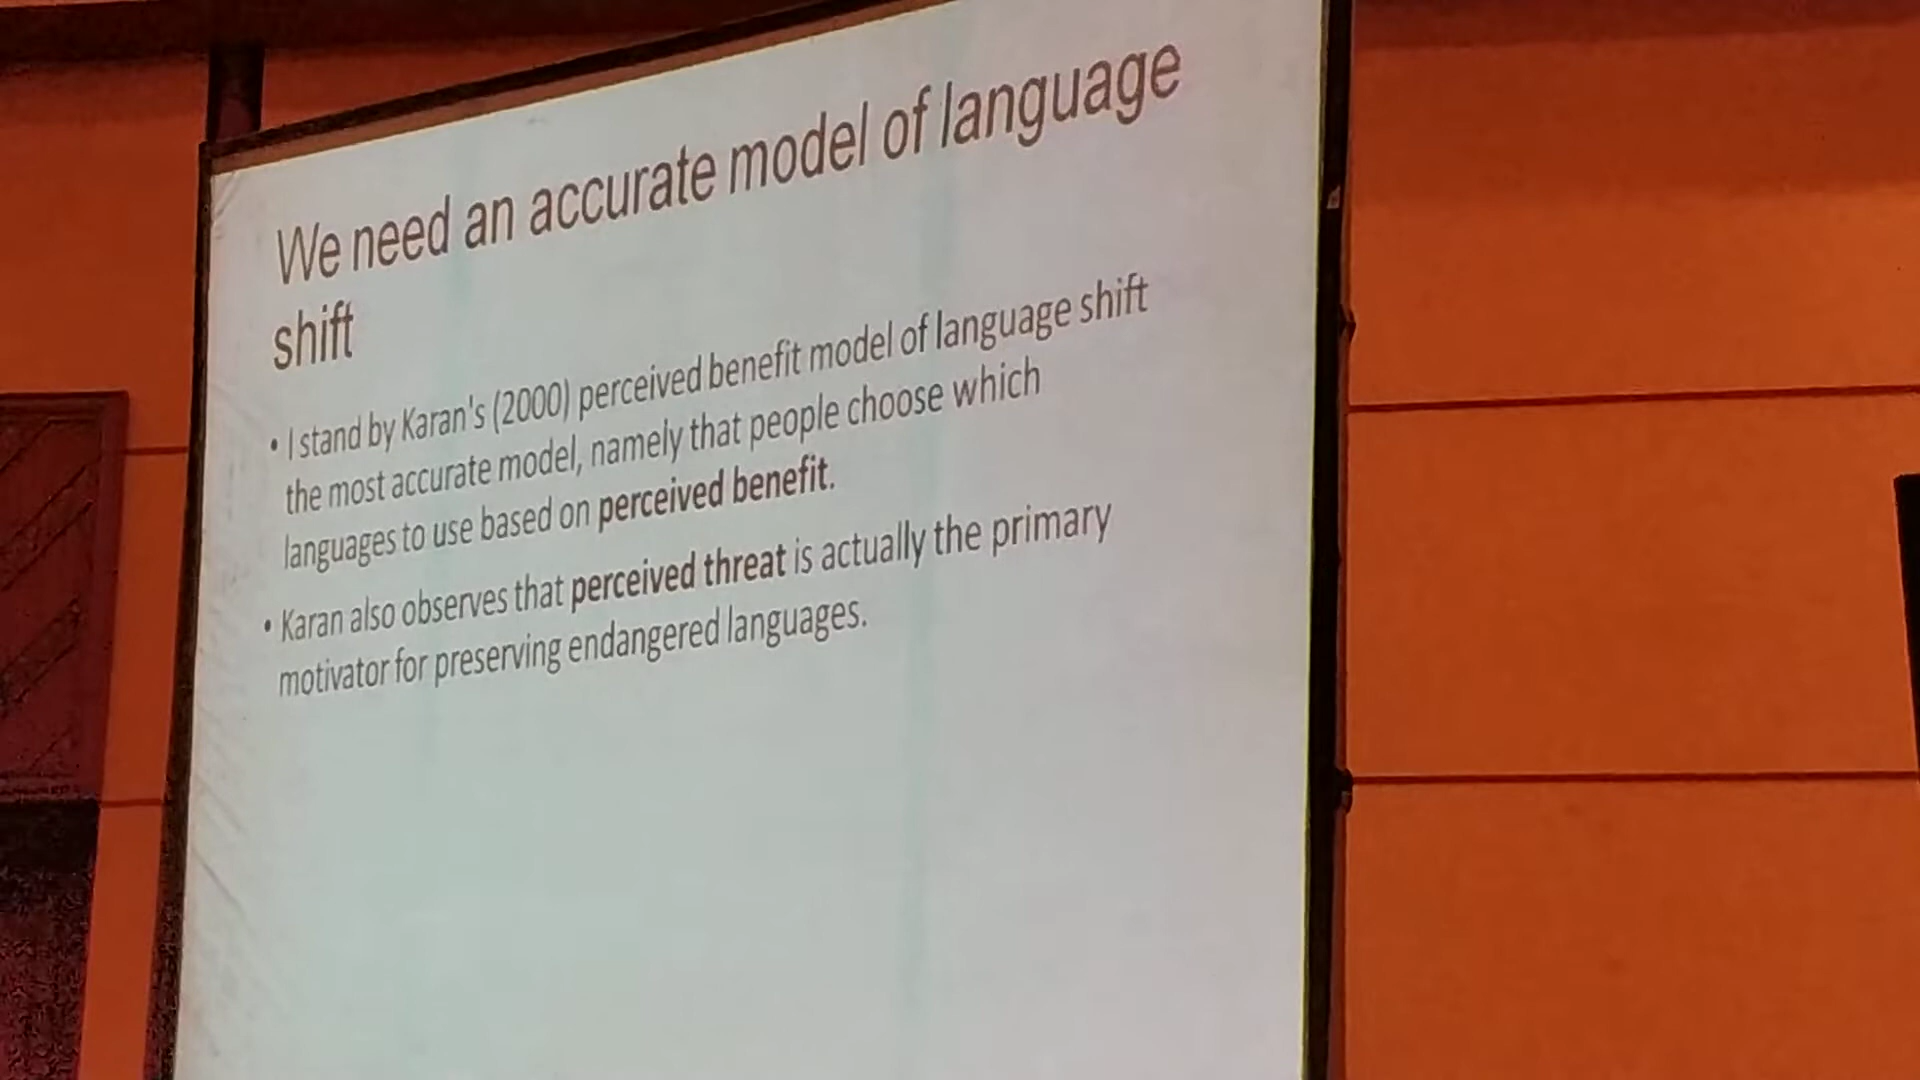 We need an accurate model of language
shift
• I stand by Karan's (2000) perceived benefit model of language shift
the most accurate model, namely that people choose which
languages to use based on perceived benefit.
• Karan also observes that perceived threat is actually the primary
motivator for preserving endangered languages.